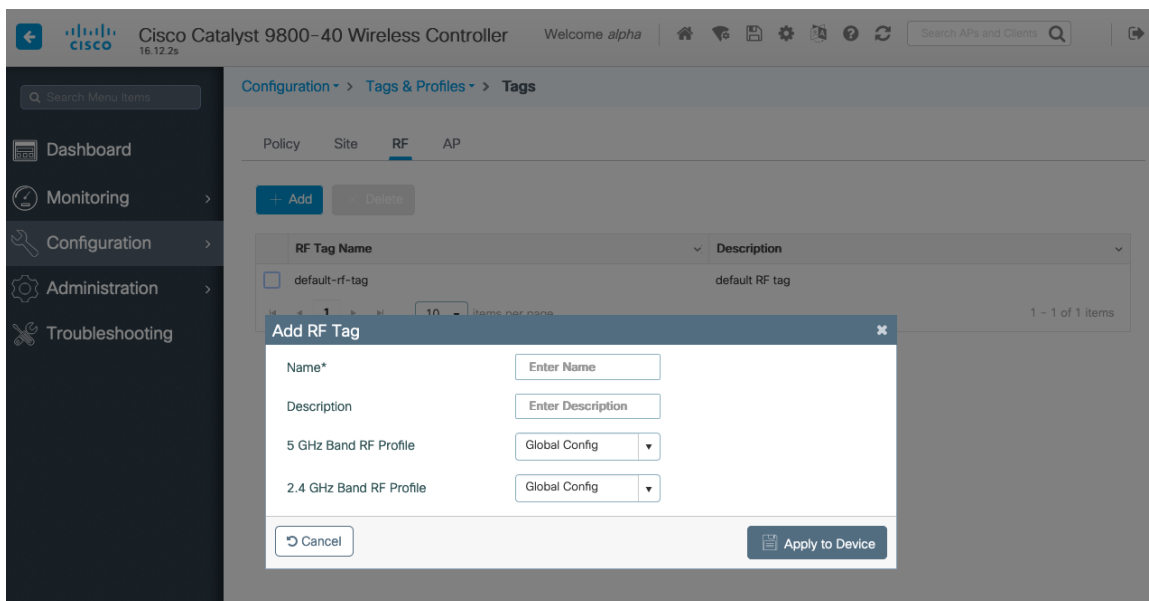 CISCO
Cisco Catalyst 9800-40 Wireless Controller
16.12.2s
Welcome alpha
Search APs and Clients
Search Menu Items
Configuration > Tags & Profiles > Tags
Dashboard
Monitoring
Configuration
Administration
Troubleshooting
Policy Site RF AP
+ Add × Delete
RF Tag Name Description
default-rf-tag default RF tag
1 10 items per page 1 - 1 of 1 items
Add RF Tag
Name* Enter Name
Description Enter Description
5 GHz Band RF Profile Global Config
2.4 GHz Band RF Profile Global Config
Cancel Apply to Device